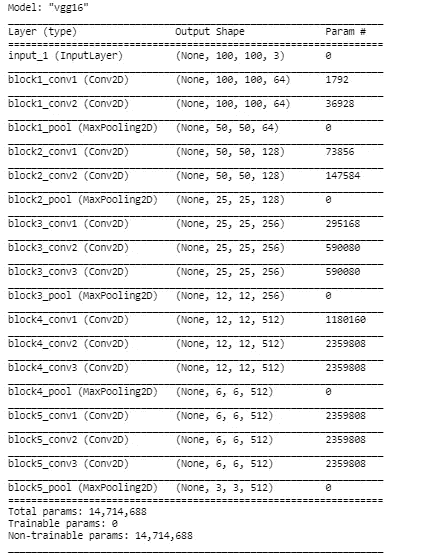 Model: "vgg16"
Layer (type) Output Shape Param #
input_1 (InputLayer) (None, 100, 100, 3) 0
block1_conv1 (Conv2D) (None, 100, 100, 64) 1792
block1_conv2 (Conv2D) (None, 100, 100, 64) 36928
block1_pool (MaxPooling2D) (None, 50, 50, 64) 0
block2_conv1 (Conv2D) (None, 50, 50, 128) 73856
block2_conv2 (Conv2D) (None, 50, 50, 128) 147584
block2_pool (MaxPooling2D) (None, 25, 25, 128) 0
block3_conv1 (Conv2D) (None, 25, 25, 256) 295168
block3_conv2 (Conv2D) (None, 25, 25, 256) 590080
block3_conv3 (Conv2D) (None, 25, 25, 256) 590080
block3_pool (MaxPooling2D) (None, 12, 12, 256) 0
block4_conv1 (Conv2D) (None, 12, 12, 512) 1180160
block4_conv2 (Conv2D) (None, 12, 12, 512) 2359808
block4_conv3 (Conv2D) (None, 12, 12, 512) 2359808
block4_pool (MaxPooling2D) (None, 6, 6, 512) 0
block5_conv1 (Conv2D) (None, 6, 6, 512) 2359808
block5_conv2 (Conv2D) (None, 6, 6, 512) 2359808
block5_conv3 (Conv2D) (None, 6, 6, 512) 2359808
block5_pool (MaxPooling2D) (None, 3, 3, 512) 0
Total params: 14,714,688
Trainable params: 0
Non-trainable params: 14,714,688